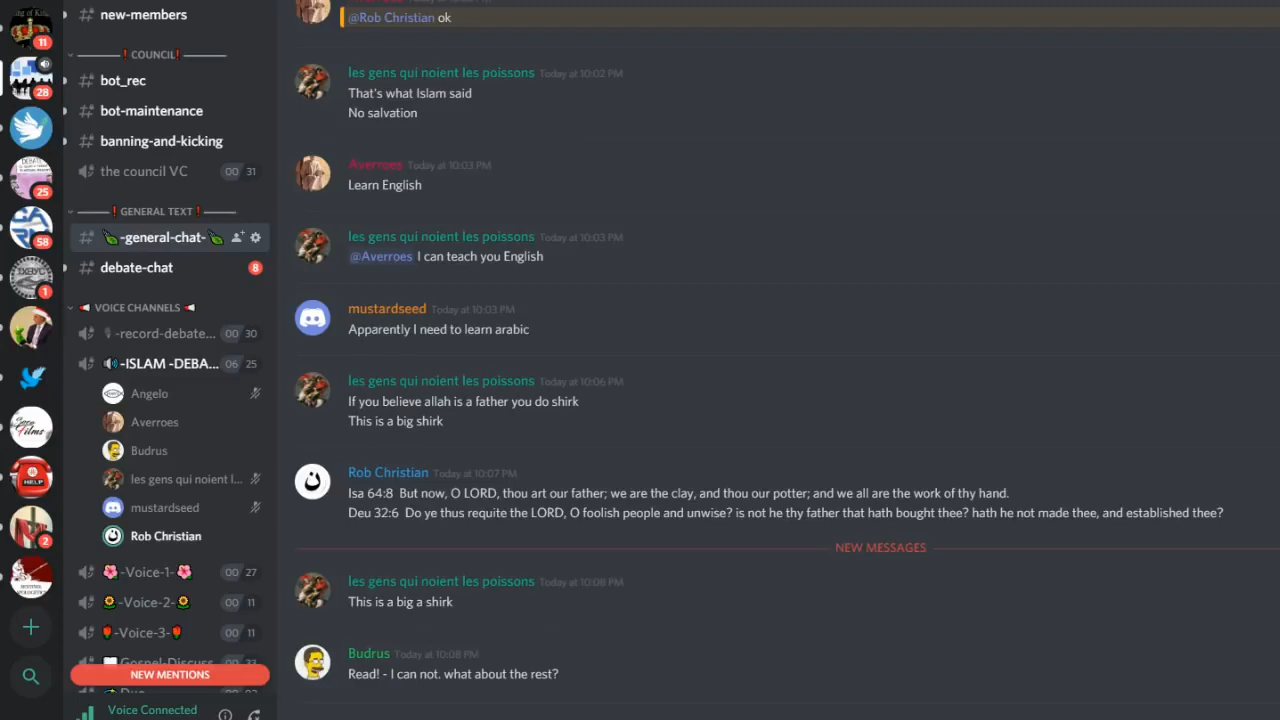 11
28
25
58
1
HELP
2
new-members
COUNCIL
bot_rec
bot-maintenance
banning-and-kicking
the council VC 00 31
GENERAL TEXT
-general-chat-
debate-chat 8
VOICE CHANNELS
-record-debate... 00 30
-ISLAM -DEBA... 06 25
Angelo
Averroes
Budrus
les gens qui noient l...
mustardseed
Rob Christian
-Voice-1- 00 27
-Voice-2- 00 11
-Voice-3- 00 11
Gospel-Discuss
NEW MENTIONS
Voice Connected
@Rob Christian ok
les gens qui noient les poissons Today at 10:02 PM
That's what Islam said
No salvation
Averroes Today at 10:03 PM
Learn English
les gens qui noient les poissons Today at 10:03 PM
@Averroes I can teach you English
mustardseed Today at 10:03 PM
Apparently I need to learn arabic
les gens qui noient les poissons Today at 10:06 PM
If you believe allah is a father you do shirk
This is a big shirk
ن
Rob Christian Today at 10:07 PM
Isa 64:8 But now, O LORD, thou art our father; we are the clay, and thou our potter; and we all are the work of thy hand.
Deu 32:6 Do ye thus requite the LORD, O foolish people and unwise? is not he thy father that hath bought thee? hath he not made thee, and established thee?
NEW MESSAGES
les gens qui noient les poissons Today at 10:08 PM
This is a big a shirk
Budrus Today at 10:08 PM
Read! - I can not. what about the rest?